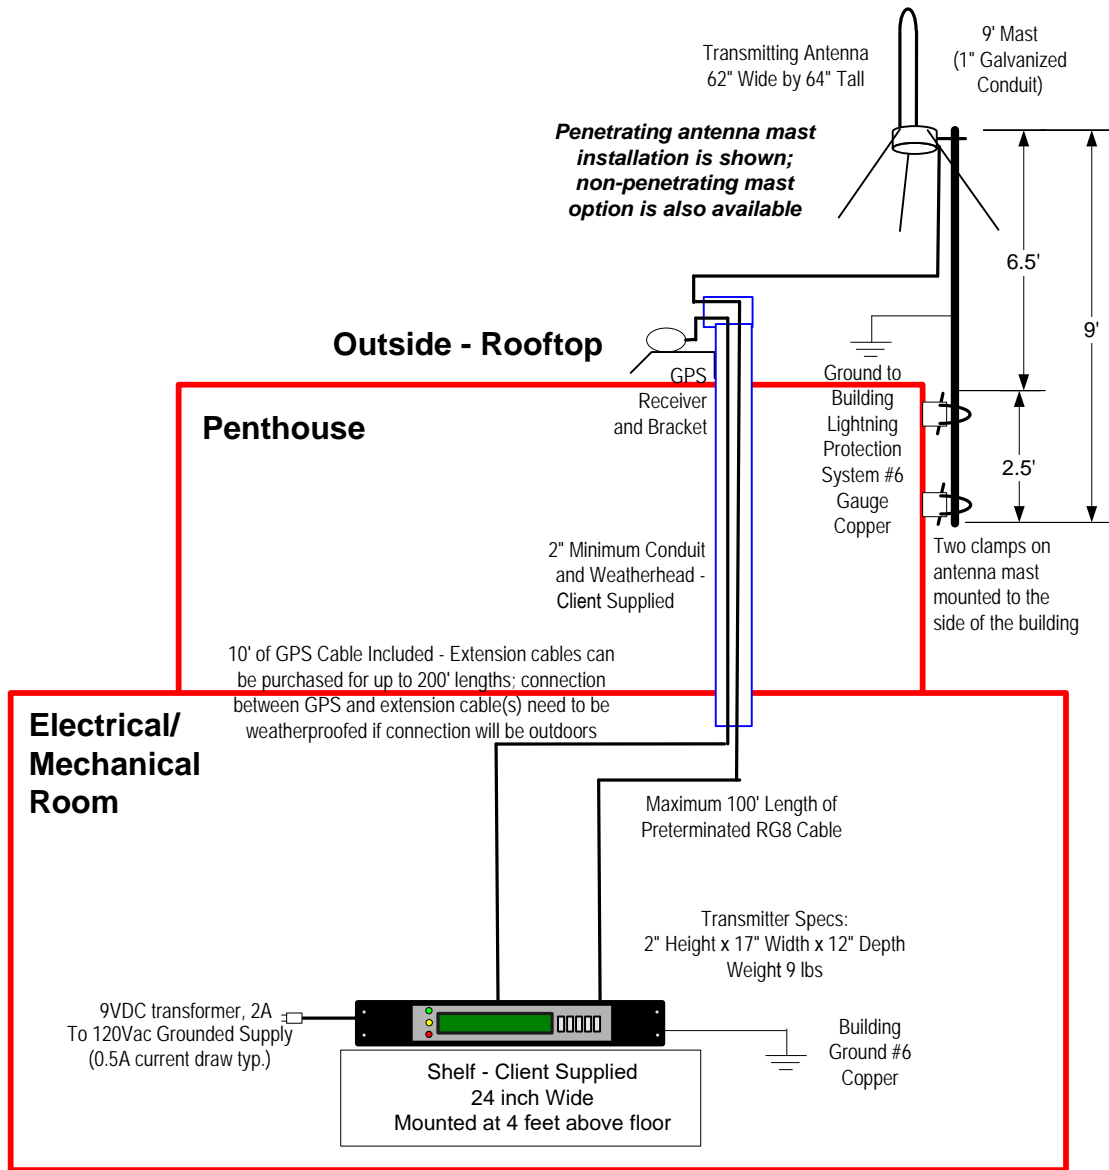 Transmitting Antenna
62" Wide by 64" Tall
9' Mast
(1" Galvanized
Conduit)
Penetrating antenna mast
installation is shown;
non-penetrating mast
option is also available
6.5'
9'
Outside - Rooftop
GPS
Receiver
and Bracket
Ground to
Building
Lightning
Protection
System #6
Gauge
Copper
Penthouse
2.5'
2" Minimum Conduit
and Weatherhead -
Client Supplied
Two clamps on
antenna mast
mounted to the
side of the building
10' of GPS Cable Included - Extension cables can
be purchased for up to 200' lengths; connection
between GPS and extension cable(s) need to be
weatherproofed if connection will be outdoors
Electrical/
Mechanical
Room
Maximum 100' Length of
Preterminated RG8 Cable
Transmitter Specs:
2" Height x 17" Width x 12" Depth
Weight 9 lbs
9VDC transformer, 2A
To 120Vac Grounded Supply
(0.5A current draw typ.)
Building
Ground #6
Copper
Shelf - Client Supplied
24 inch Wide
Mounted at 4 feet above floor